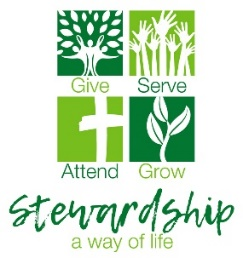 Give Serve
Attend Grow
Stewardship
a way of life